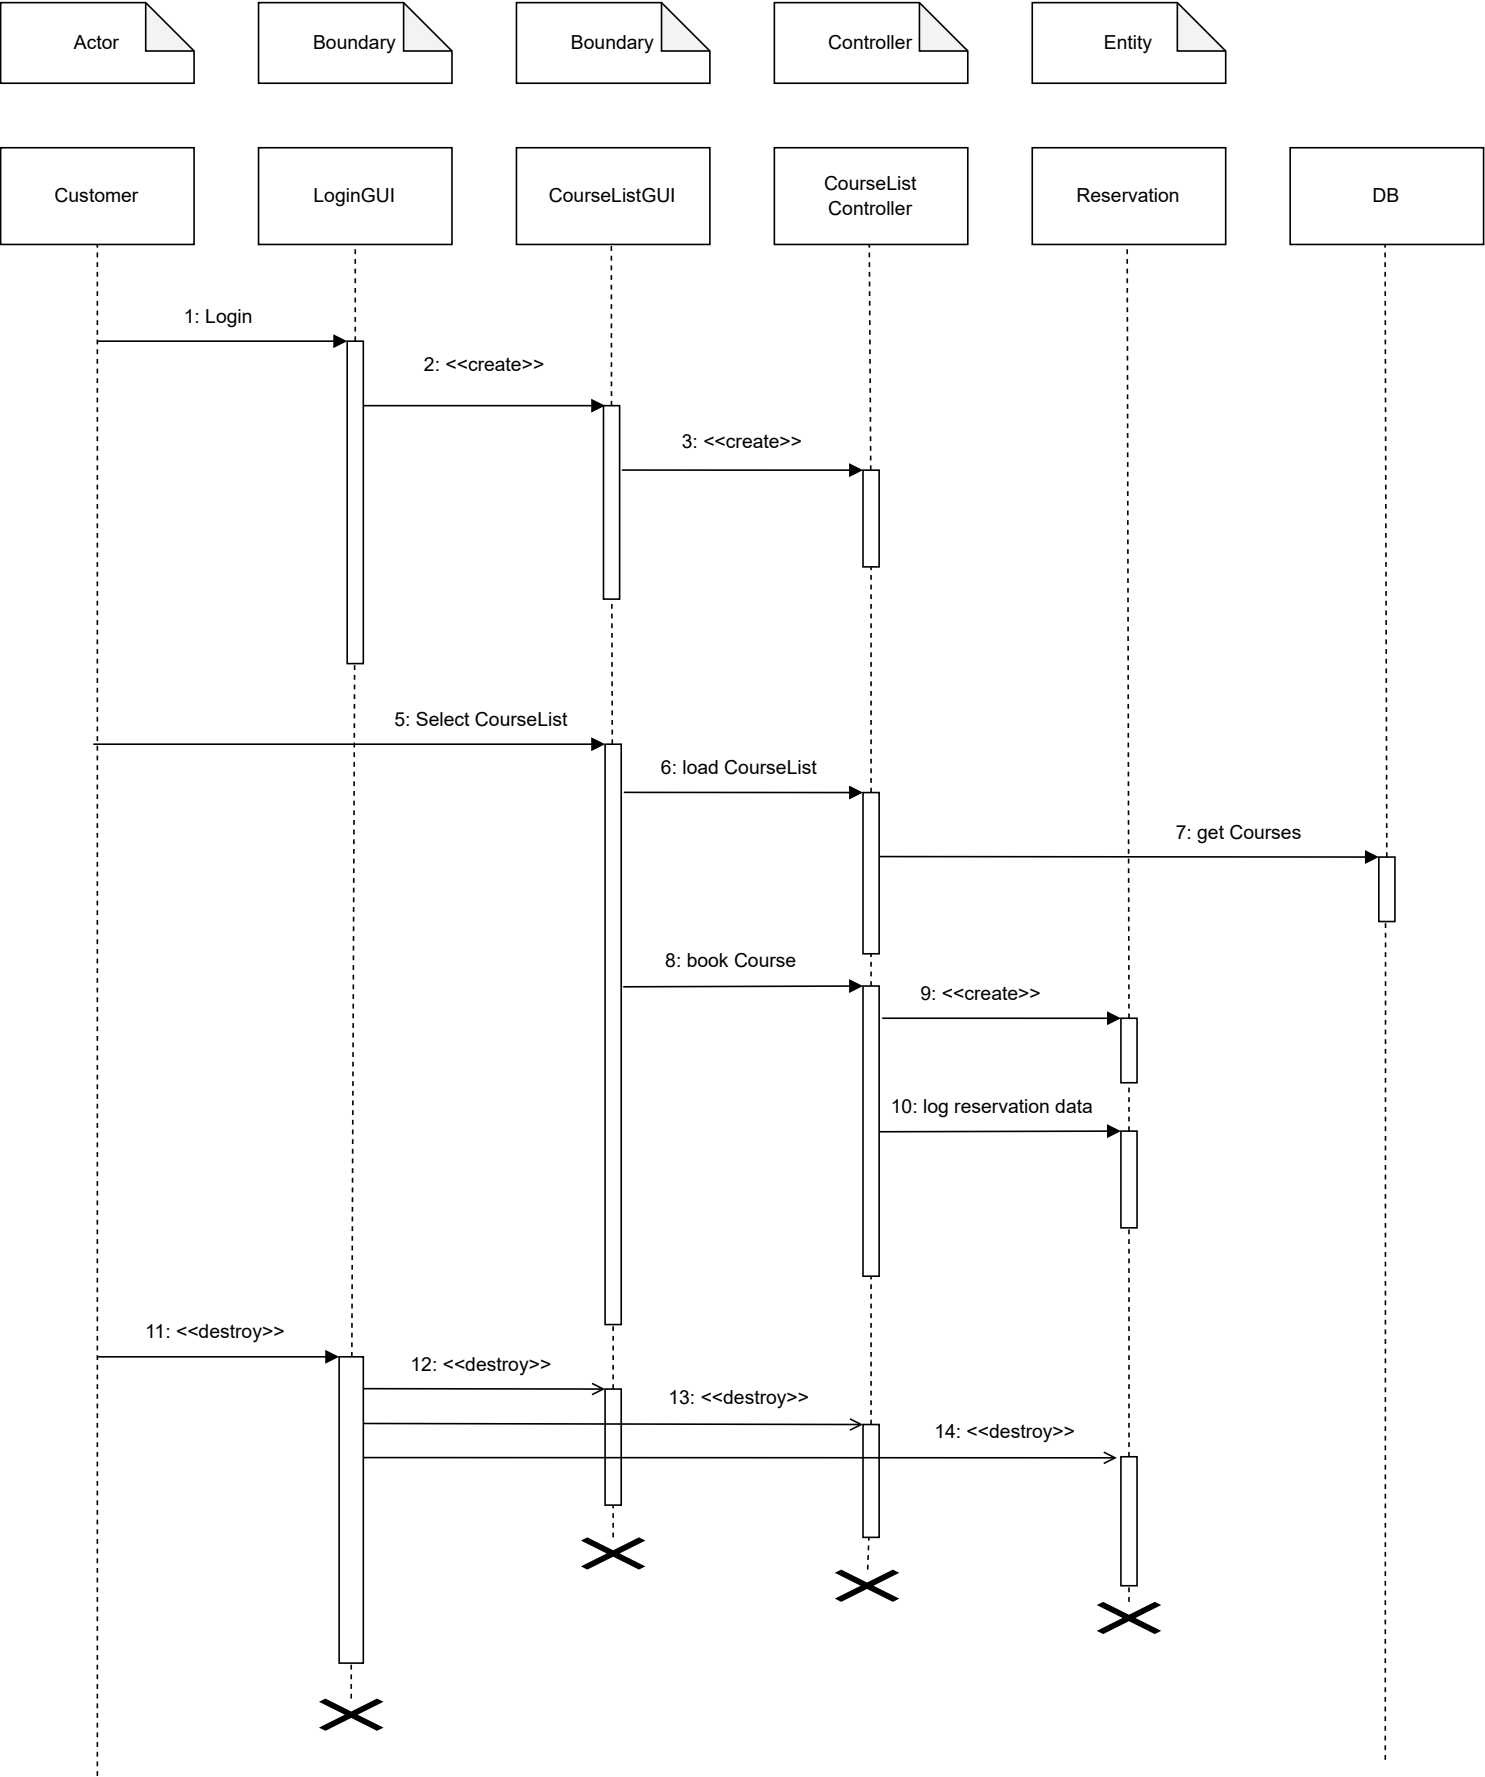 Actor
Boundary
Boundary
Controller
Entity
Customer
LoginGUI
CourseListGUI
CourseList
Controller
Reservation
DB
1: Login
2: <<create>>
3: <<create>>
5: Select CourseList
6: load CourseList
7: get Courses
8: book Course
9: <<create>>
10: log reservation data
11: <<destroy>>
12: <<destroy>>
13: <<destroy>>
14: <<destroy>>